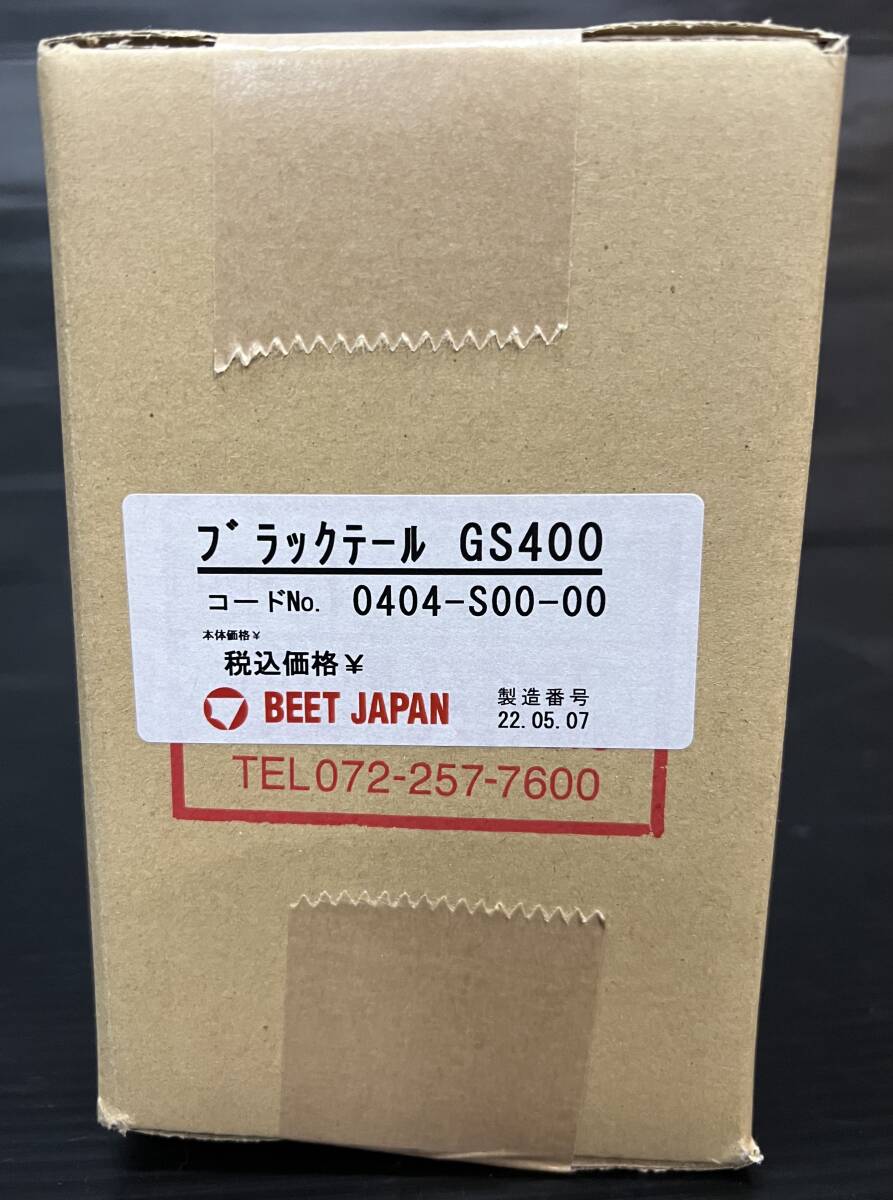 ブラックテール GS400
コードNo. 0404-S00-00
本体価格¥
税込価格¥
BEET JAPAN
製造番号
22.05.07
TEL072-257-7600